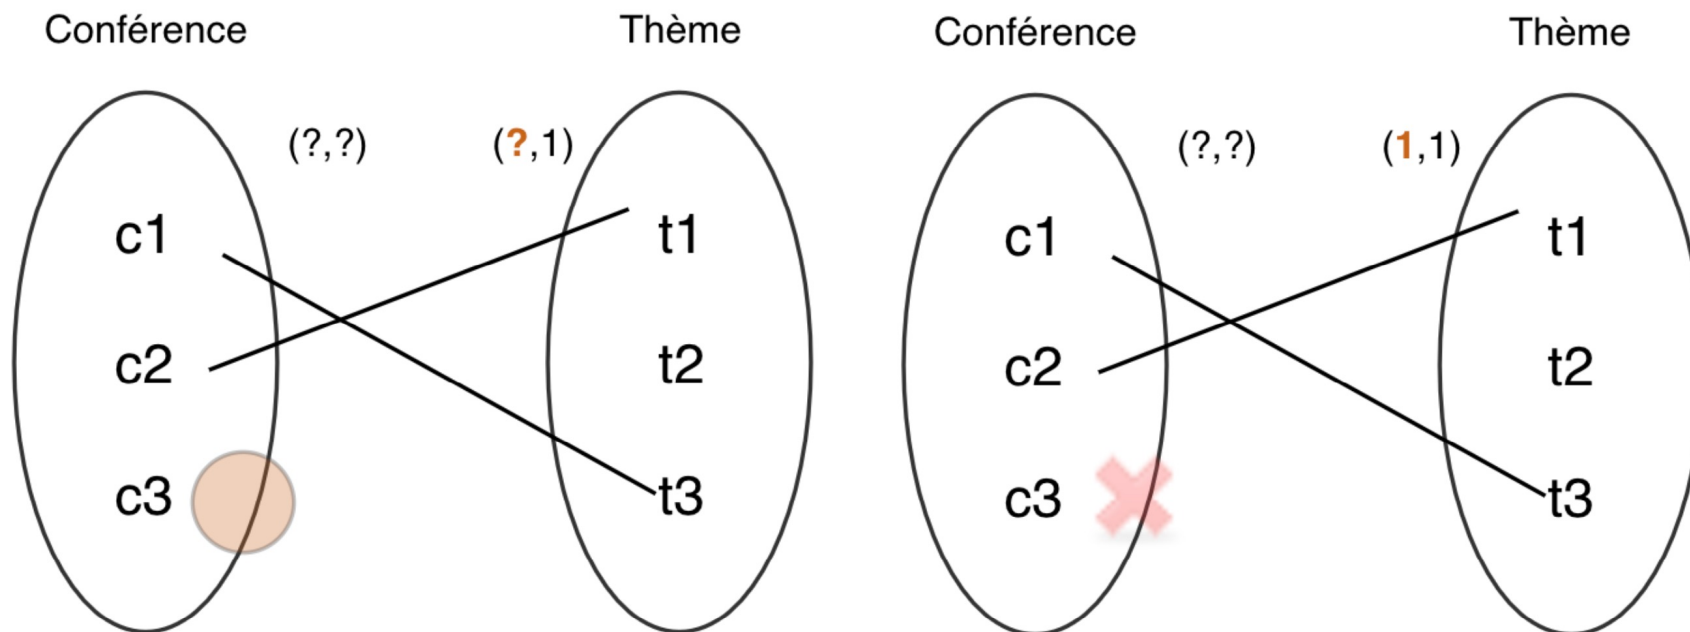 Conférence Thème Conférence Thème
(?,?) (?,1) (?,?) (1,1)
c1 t1 c1 t1
c2 t2 c2 t2
c3 t3 c3 t3